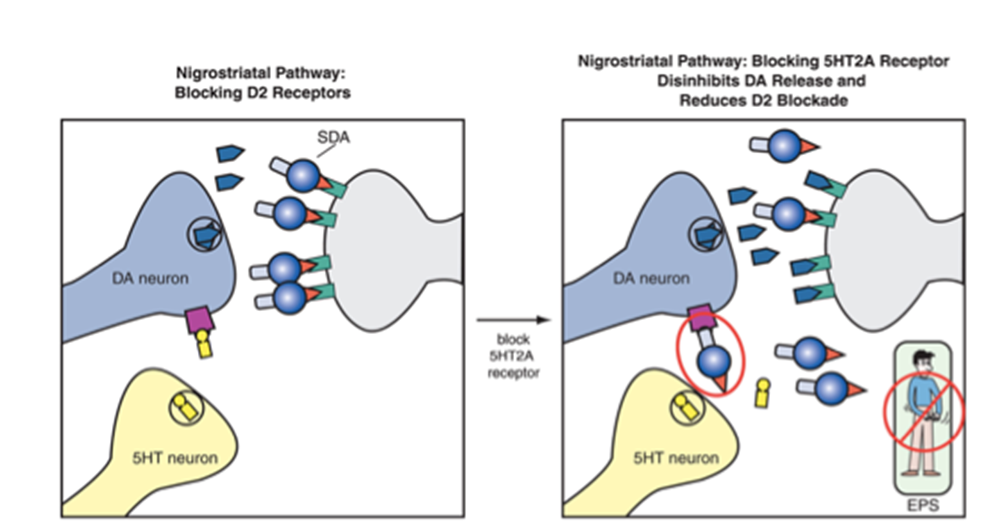 Nigrostriatal Pathway:
Blocking D2 Receptors
SDA
DA neuron
5HT neuron
block
5HT2A
receptor
Nigrostriatal Pathway: Blocking 5HT2A Receptor
Disinhibits DA Release and
Reduces D2 Blockade
DA neuron
5HT neuron
EPS